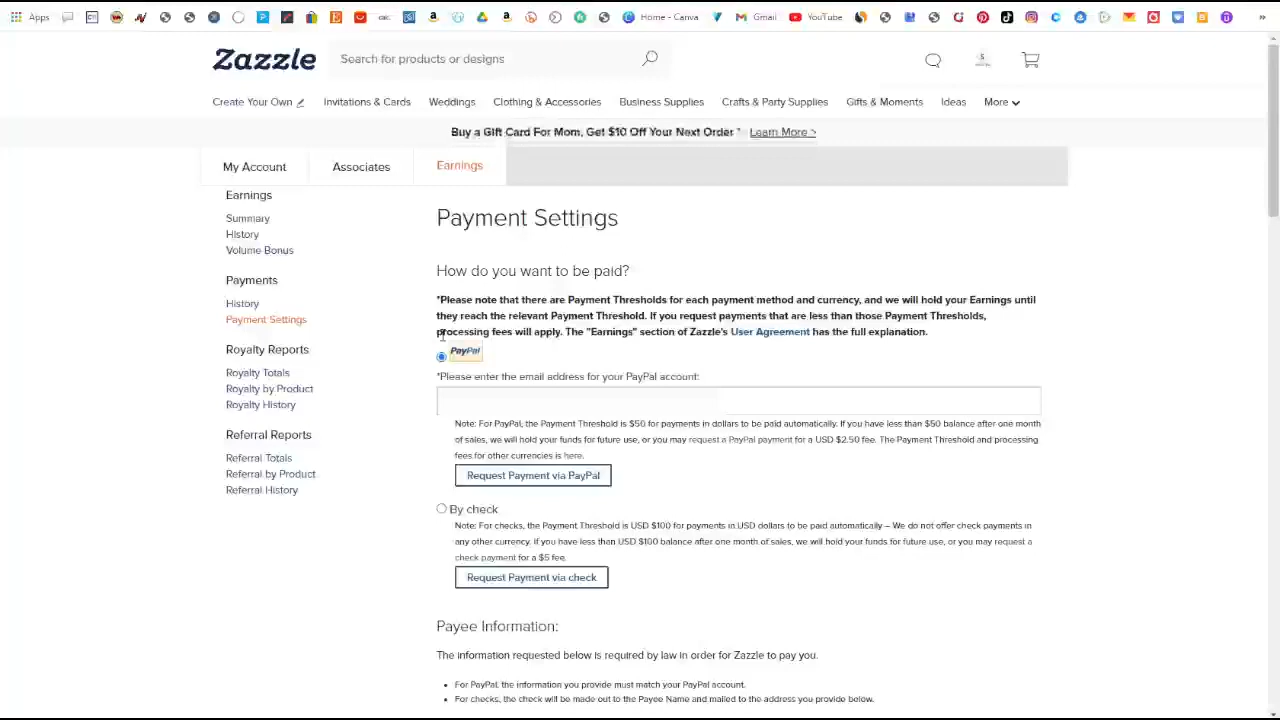 Apps
Home - Canva
Gmail
YouTube
»
Zazzle
Search for products or designs
Create Your Own
Invitations & Cards
Weddings
Clothing & Accessories
Business Supplies
Crafts & Party Supplies
Gifts & Moments
Ideas
More
Buy a Gift Card For Mom, Get $10 Off Your Next Order * Learn More >
My Account
Associates
Earnings
Earnings
Summary
History
Volume Bonus
Payments
History
Payment Settings
Royalty Reports
Royalty Totals
Royalty by Product
Royalty History
Referral Reports
Referral Totals
Referral by Product
Referral History
Payment Settings
How do you want to be paid?
*Please note that there are Payment Thresholds for each payment method and currency, and we will hold your Earnings until
they reach the relevant Payment Threshold. If you request payments that are less than those Payment Thresholds,
processing fees will apply. The "Earnings" section of Zazzle's User Agreement has the full explanation.
PayPal
*Please enter the email address for your PayPal account:
Note: For PayPal, the Payment Threshold is $50 for payments in dollars to be paid automatically. If you have less than $50 balance after one month
of sales, we will hold your funds for future use, or you may request a PayPal payment for a USD $2.50 fee. The Payment Threshold and processing
fees for other currencies is here.
Request Payment via PayPal
By check
Note: For checks, the Payment Threshold is USD $100 for payments in USD dollars to be paid automatically – We do not offer check payments in
any other currency. If you have less than USD $100 balance after one month of sales, we will hold your funds for future use, or you may request a
check payment for a $5 fee.
Request Payment via check
Payee Information:
The information requested below is required by law in order for Zazzle to pay you.
• For PayPal, the information you provide must match your PayPal account.
• For checks, the check will be made out to the Payee Name and mailed to the address you provide below.